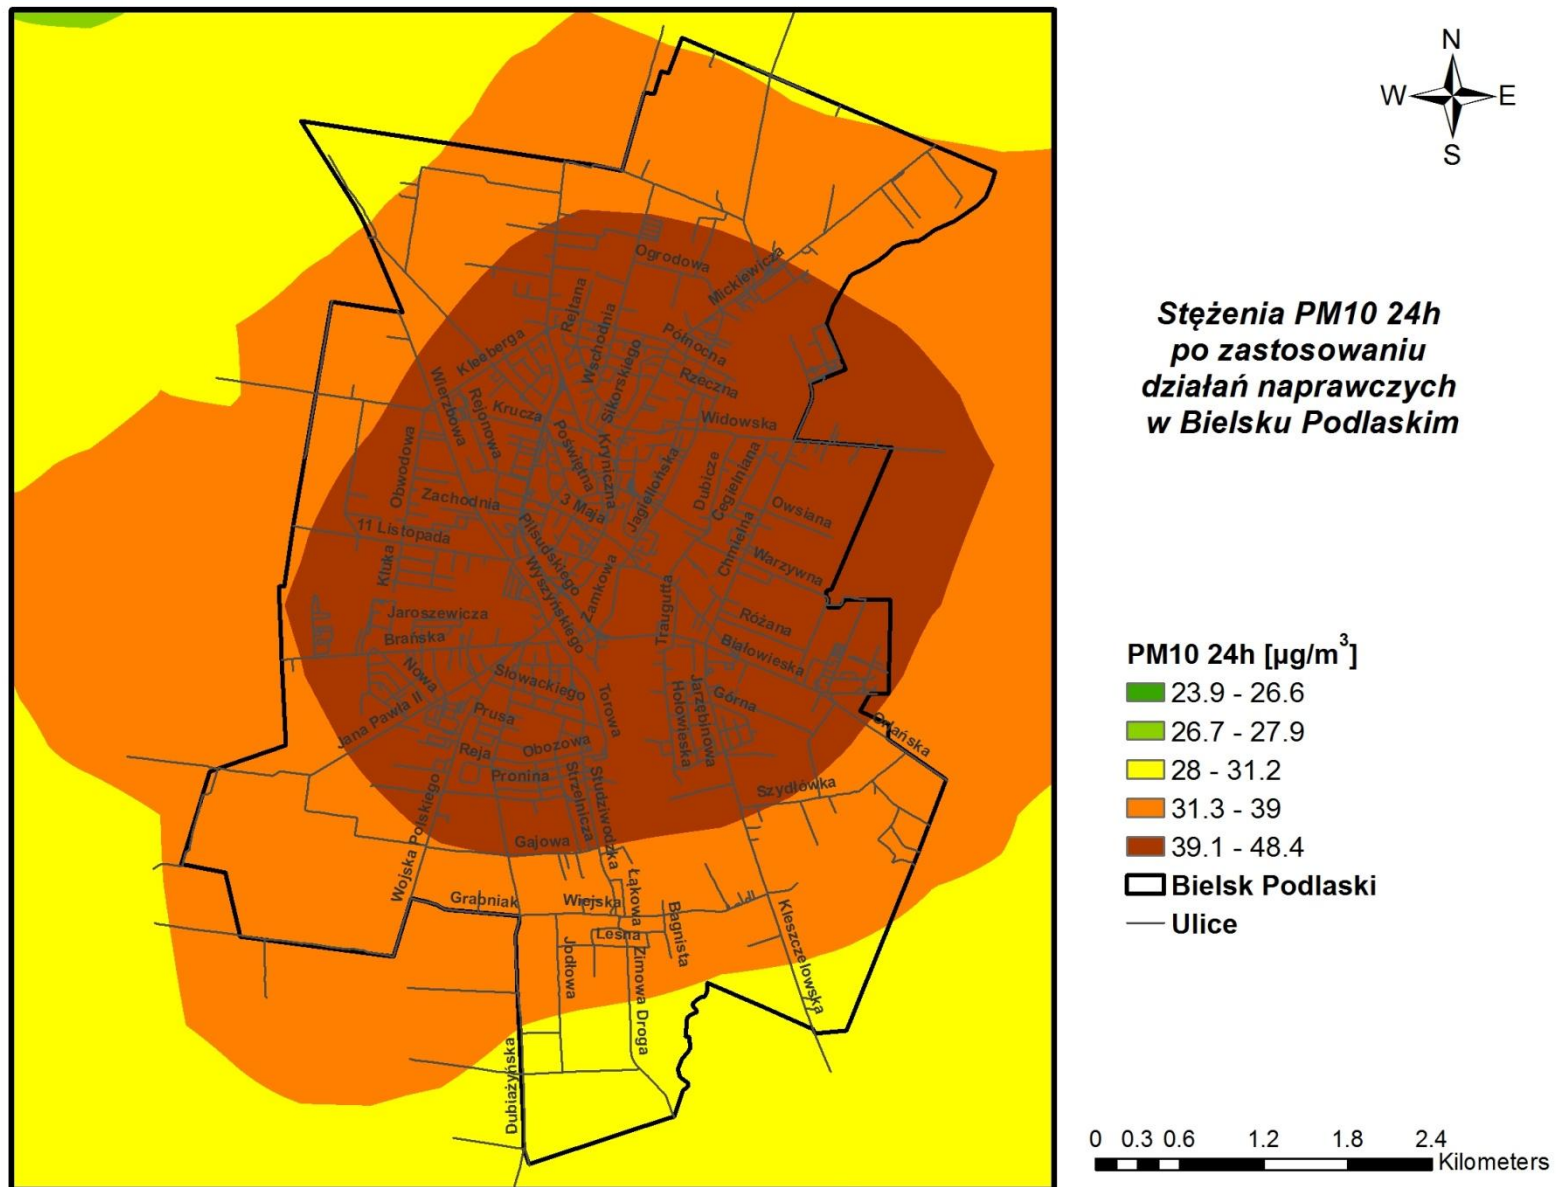 N
W E
S
Stężenia PM10 24h
po zastosowaniu
działań naprawczych
w Bielsku Podlaskim
PM10 24h [µg/m³]
23.9 - 26.6
26.7 - 27.9
28 - 31.2
31.3 - 39
39.1 - 48.4
Bielsk Podlaski
Ulice
0 0.3 0.6 1.2 1.8 2.4
Kilometers
Ogrodowa
Mickiewicza
Rejtana
Wschodnia
Północna
Kleeberga
Sikorskiego
Rzeczna
Wierzbowa
Rejonowa
Krucza
Widowska
Poświętna
Kryniczna
Obwodowa
Jagiellońska
Dubicze
Cegielniana
Zachodnia
3 Maja
Owsiana
11 Listopada
Piłsudskiego
Chmielna
Warzywna
Kluka
Wyszyńskiego
Zamkowa
Traugutta
Jaroszewicza
Różana
Brańska
Białowieska
Nowa
Słowackiego
Górna
Jana Pawła II
Torowa
Hołowieska
Jarzębinowa
Prusa
Orlańska
Reja
Obozowa
Pronina
Szydłówka
Wojska Polskiego
Strzelnicza
Studziwodzka
Gajowa
Łąkowa
Grabniak
Wiejska
Bagnista
Kleszczelowska
Lesna
Jodłowa
Zimowa Droga
Dubiażyńska